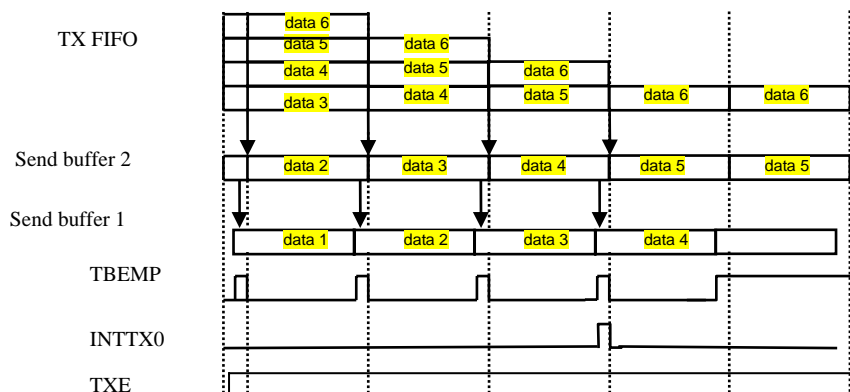 data 6
TX FIFO
data 5 data 6
data 4 data 5 data 6
data 3 data 4 data 5 data 6 data 6
Send buffer 2
data 2 data 3 data 4 data 5 data 5
Send buffer 1
data 1 data 2 data 3 data 4
TBEMP
INTTX0
TXE